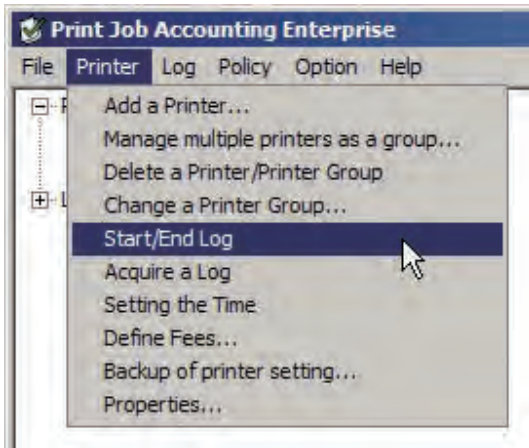 Print Job Accounting Enterprise
File Printer Log Policy Option Help
Add a Printer...
Manage multiple printers as a group...
Delete a Printer/Printer Group
Change a Printer Group...
Start/End Log
Acquire a Log
Setting the Time
Define Fees...
Backup of printer setting...
Properties...